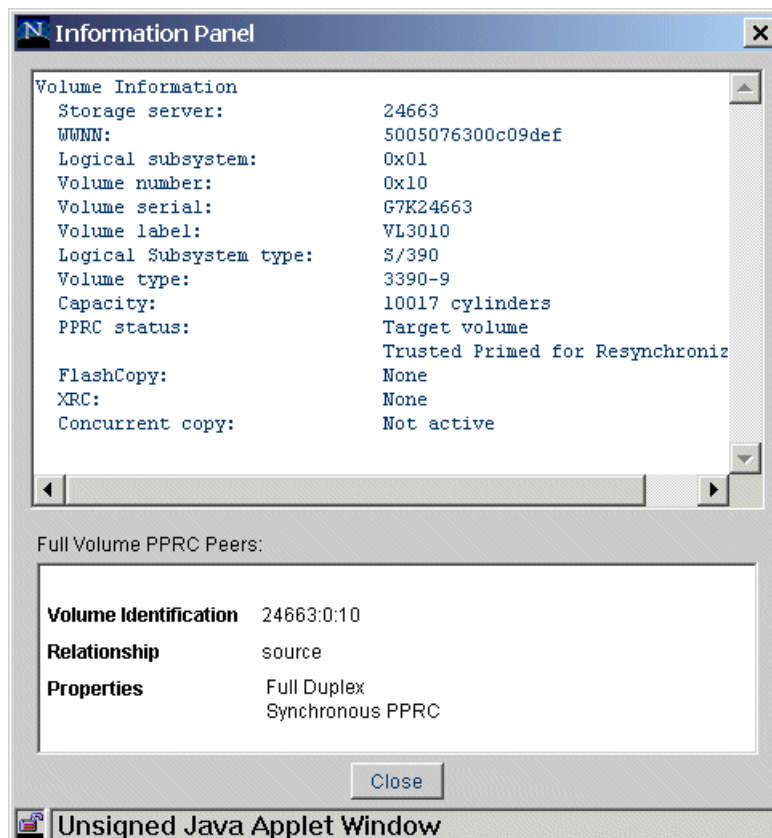 N Information Panel
Volume Information
Storage server: 24663
WWNN: 5005076300c09def
Logical subsystem: 0x01
Volume number: 0x10
Volume serial: G7K24663
Volume label: VL3010
Logical Subsystem type: S/390
Volume type: 3390-9
Capacity: 10017 cylinders
PPRC status: Target volume
Trusted Primed for Resynchroniz
FlashCopy: None
XRC: None
Concurrent copy: Not active
Full Volume PPRC Peers:
Volume Identification 24663:0:10
Relationship source
Properties Full Duplex
Synchronous PPRC
Close
Unsigned Java Applet Window